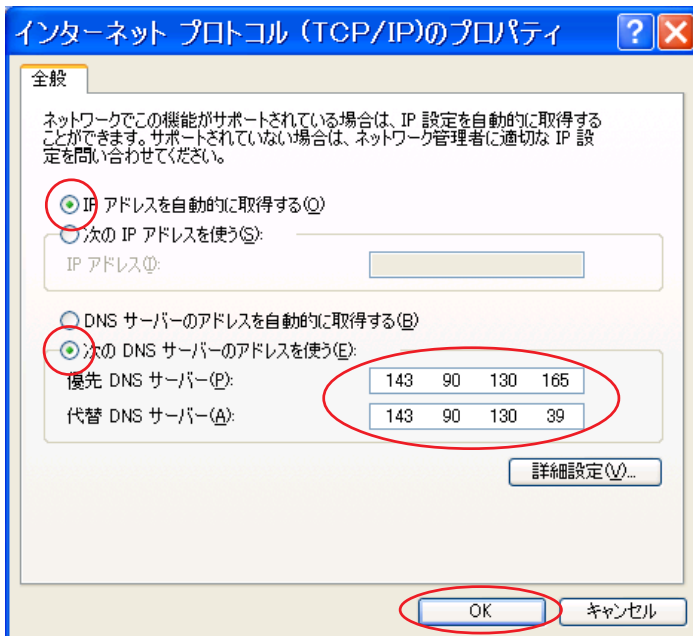 インターネット プロトコル (TCP/IP)のプロパティ
全般
ネットワークでこの機能がサポートされている場合は、IP 設定を自動的に取得する
ことができます。サポートされていない場合は、ネットワーク管理者に適切な IP 設
定を問い合わせてください。
IP アドレスを自動的に取得する(O)
次の IP アドレスを使う(S):
IP アドレス(I):
DNS サーバーのアドレスを自動的に取得する(B)
次の DNS サーバーのアドレスを使う(E):
優先 DNS サーバー(P): 143 90 130 165
代替 DNS サーバー(A): 143 90 130 39
詳細設定(V)...
OK キャンセル